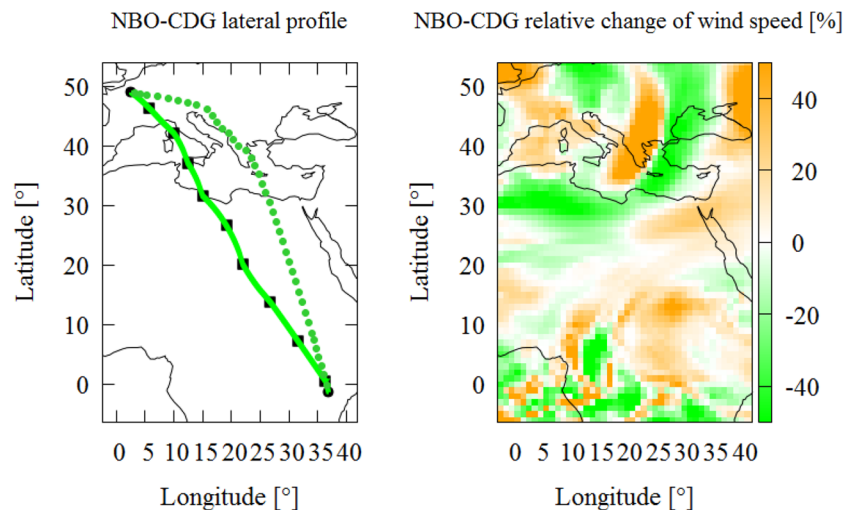 NBO-CDG lateral profile
NBO-CDG relative change of wind speed [%]
50
40
30
20
10
0
Latitude [°]
0 5 10 15 20 25 30 35 40
Longitude [°]
50
40
30
20
10
0
Latitude [°]
0 5 10 15 20 25 30 35 40
Longitude [°]
40
20
0
-20
-40